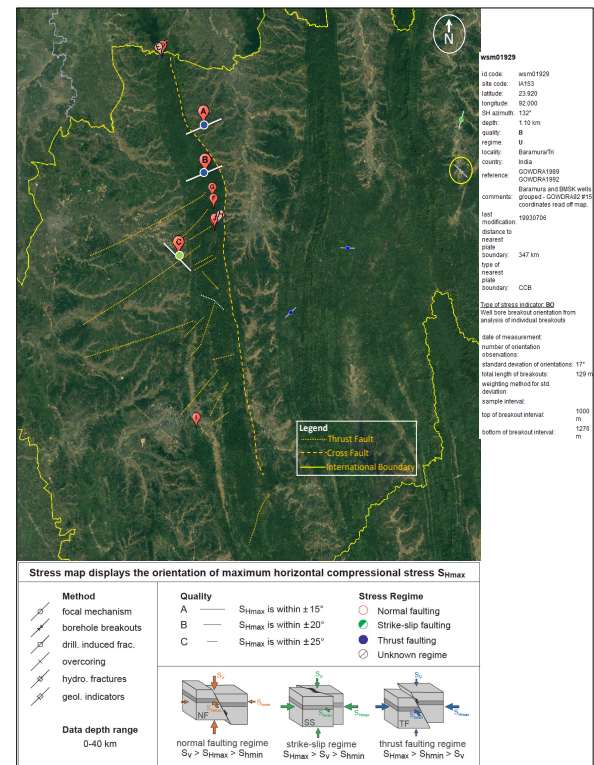 N
A
B
G
F
C
I
Legend
Thrust Fault
Cross Fault
International Boundary
wsm01929
id code: wsm01929
site code: IA153
latitude: 23.920
longitude: 92.000
SH azimuth: 132°
depth: 1.10 km
quality: B
regime: U
locality: Baramura/Tri
country: India
reference: GOWDRA1989
GOWDRA1992
comments: Baramura and BMSK wells
grouped - GOWDRA92 #15
coordinates read off map.
last
modification: 19930706
distance to
nearest
plate
boundary: 347 km
type of
nearest
plate
boundary: CCB
Type of stress indicator: BO
Well bore breakout orientation from
analysis of individual breakouts
date of measurement:
number of orientation
observations:
standard deviation of orientations: 17°
total length of breakouts: 129 m
weighting method for std.
deviation:
sample interval:
top of breakout interval: 1000
m
bottom of breakout interval: 1276
m
Stress map displays the orientation of maximum horizontal compressional stress SHmax
Method
focal mechanism
borehole breakouts
drill. induced frac.
overcoring
hydro. fractures
geol. indicators
Data depth range
0-40 km
Quality
A SHmax is within ± 15°
B SHmax is within ± 20°
C SHmax is within ± 25°
Stress Regime
Normal faulting
Strike-slip faulting
Thrust faulting
Unknown regime
Sv
SHmax
Shmin
NF
normal faulting regime
Sv > SHmax > Shmin
Sv
Shmin
SHmax
SS
strike-slip regime
SHmax > Sv > Shmin
Sv
Shmin
SHmax
TF
thrust faulting regime
SHmax > Shmin > Sv